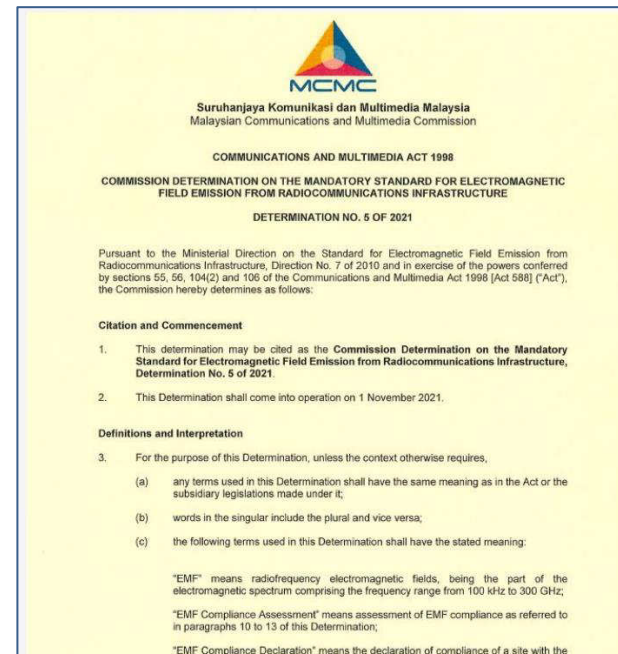 MCMC
Suruhanjaya Komunikasi dan Multimedia Malaysia
Malaysian Communications and Multimedia Commission
COMMUNICATIONS AND MULTIMEDIA ACT 1998
COMMISSION DETERMINATION ON THE MANDATORY STANDARD FOR ELECTROMAGNETIC
FIELD EMISSION FROM RADIOCOMMUNICATIONS INFRASTRUCTURE
DETERMINATION NO. 5 OF 2021
Pursuant to the Ministerial Direction on the Standard for Electromagnetic Field Emission from
Radiocommunications Infrastructure, Direction No. 7 of 2010 and in exercise of the powers conferred
by sections 55, 56, 104(2) and 106 of the Communications and Multimedia Act 1998 [Act 588] ("Act"),
the Commission hereby determines as follows:
Citation and Commencement
1. This determination may be cited as the Commission Determination on the Mandatory
Standard for Electromagnetic Field Emission from Radiocommunications Infrastructure,
Determination No. 5 of 2021.
2. This Determination shall come into operation on 1 November 2021.
Definitions and Interpretation
3. For the purpose of this Determination, unless the context otherwise requires,
(a) any terms used in this Determination shall have the same meaning as in the Act or the
subsidiary legislations made under it;
(b) words in the singular include the plural and vice versa;
(c) the following terms used in this Determination shall have the stated meaning:
"EMF" means radiofrequency electromagnetic fields, being the part of the
electromagnetic spectrum comprising the frequency range from 100 kHz to 300 GHz;
"EMF Compliance Assessment" means assessment of EMF compliance as referred to
in paragraphs 10 to 13 of this Determination;
"EMF Compliance Declaration" means the declaration of compliance of a site with the